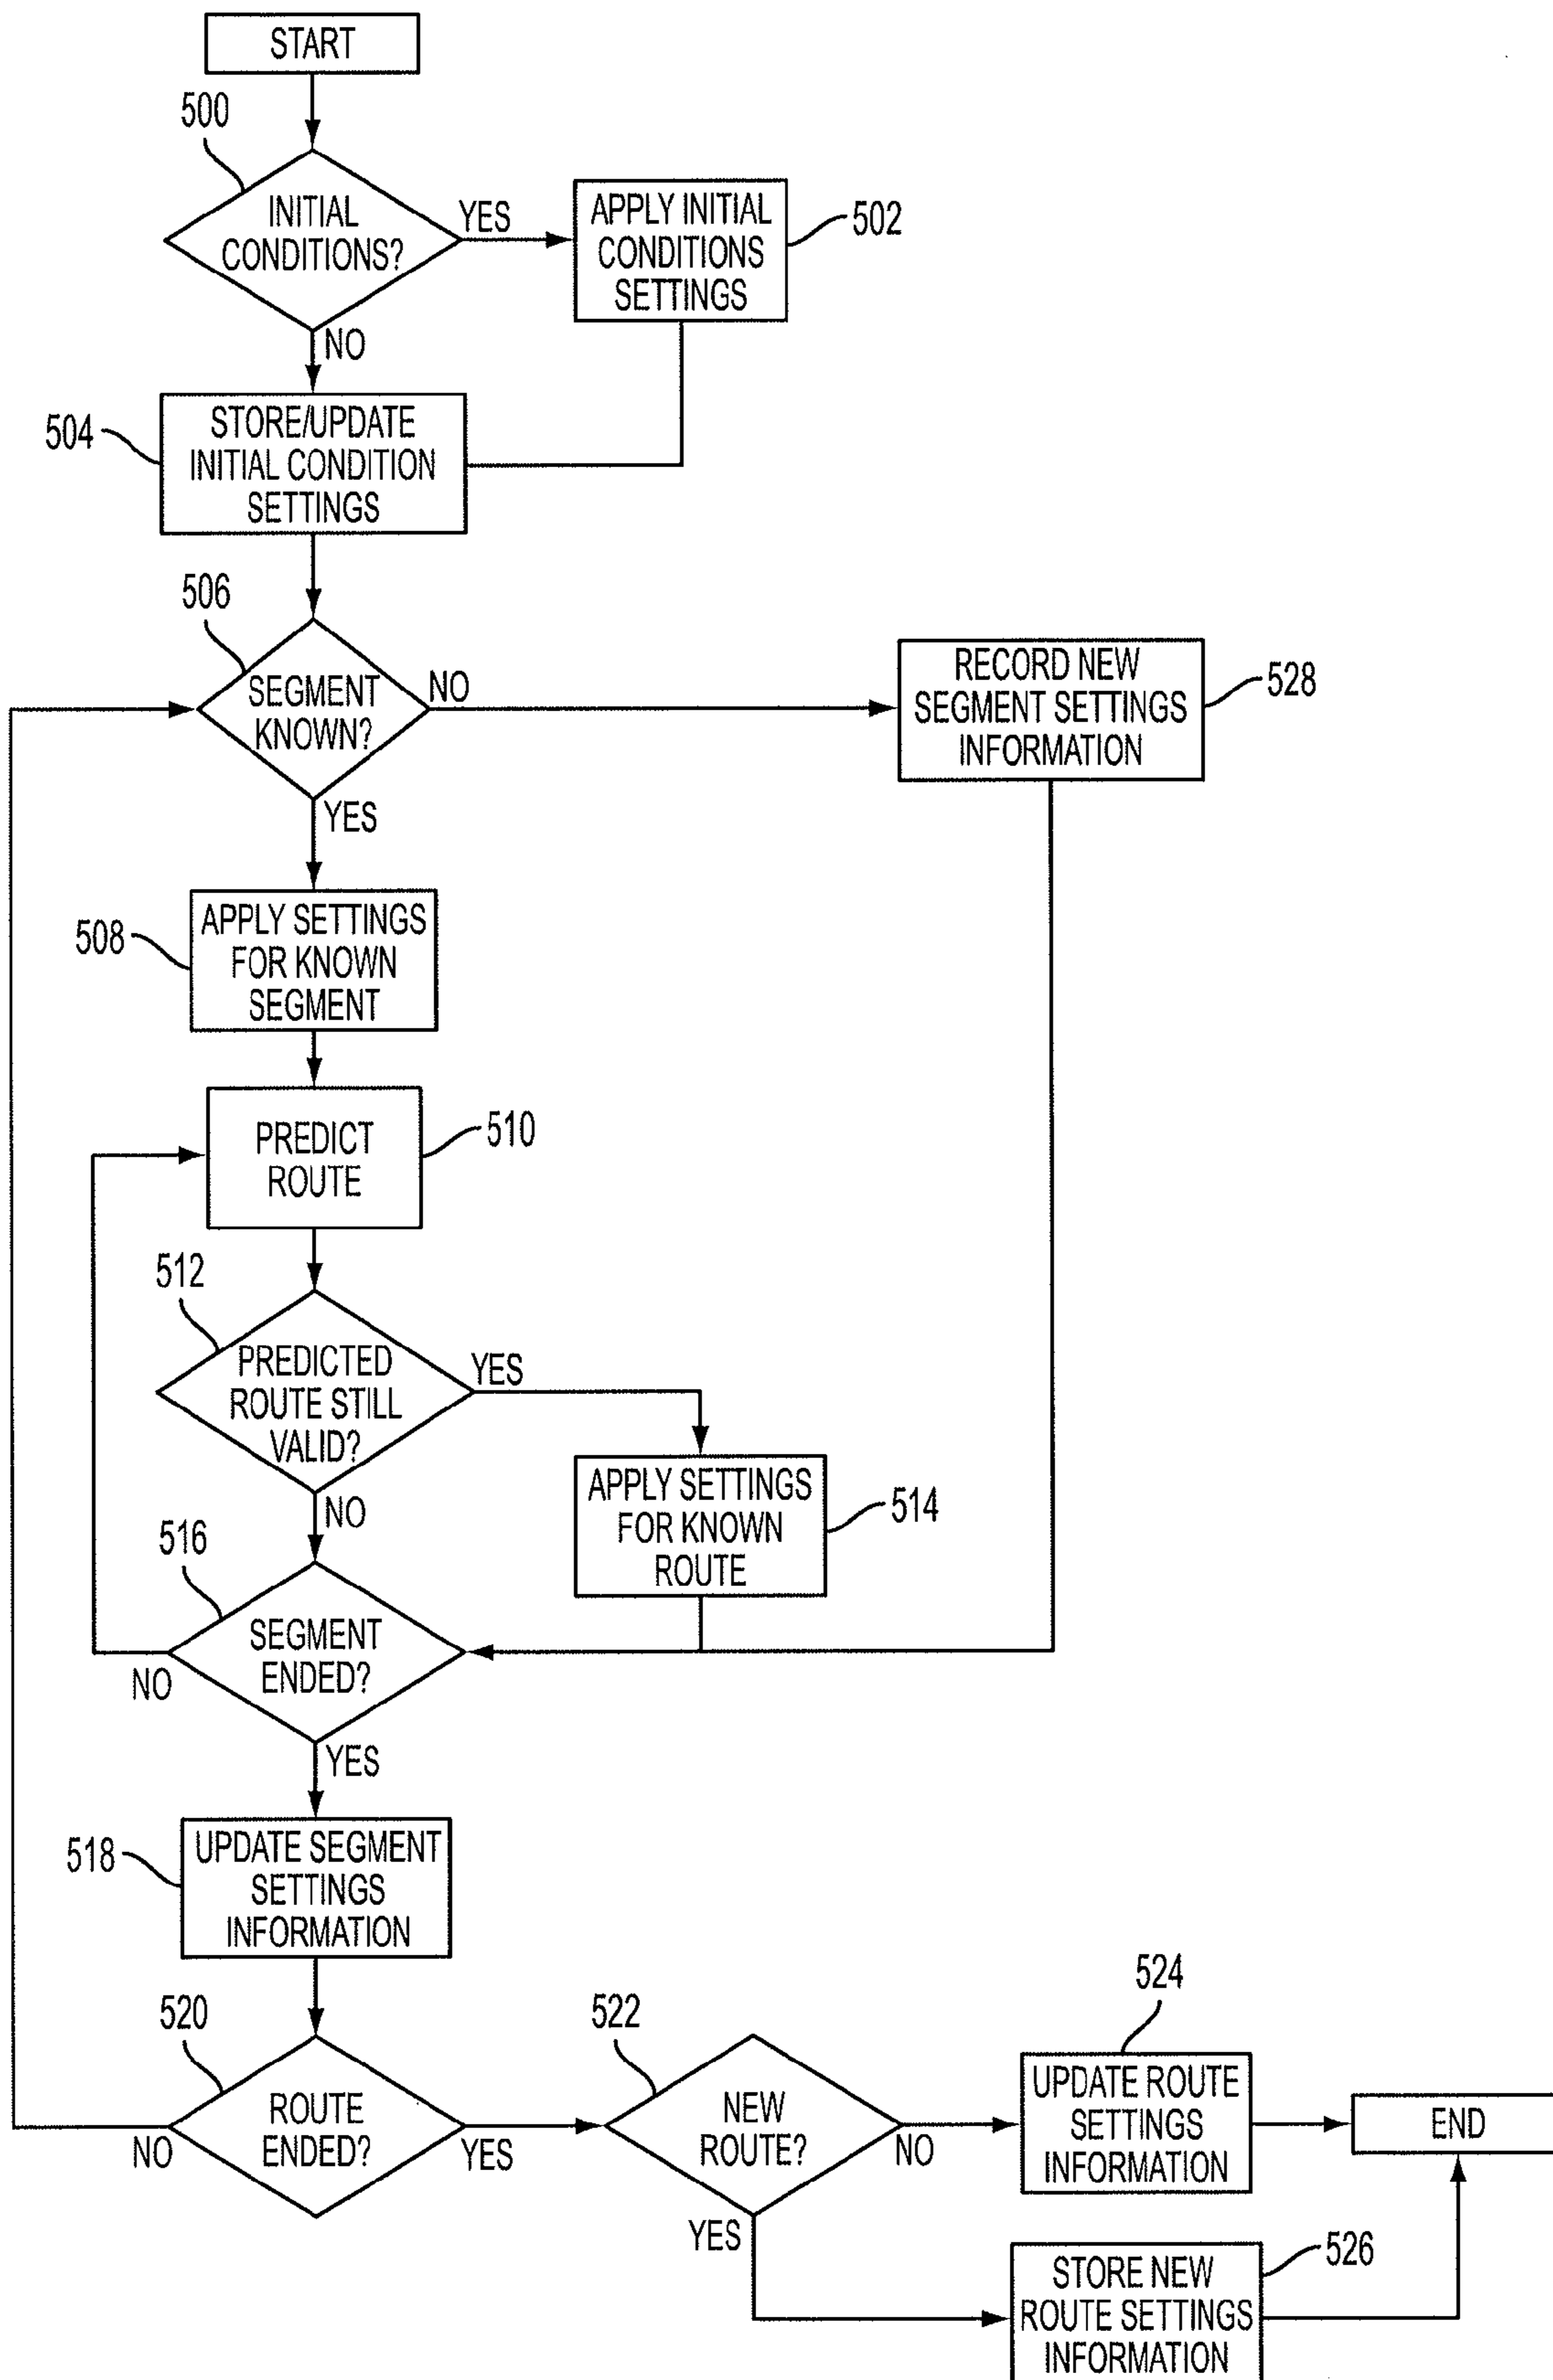 START
500
INITIAL
CONDITIONS?
YES
APPLY INITIAL
CONDITIONS
SETTINGS
502
NO
504
STORE/UPDATE
INITIAL CONDITION
SETTINGS
506
SEGMENT
KNOWN?
NO
RECORD NEW
SEGMENT SETTINGS
INFORMATION
528
YES
508
APPLY SETTINGS
FOR KNOWN
SEGMENT
PREDICT
ROUTE
510
512
PREDICTED
ROUTE STILL
VALID?
YES
APPLY SETTINGS
FOR KNOWN
ROUTE
514
NO
516
SEGMENT
ENDED?
NO
YES
518
UPDATE SEGMENT
SETTINGS
INFORMATION
520
ROUTE
ENDED?
NO
YES
522
NEW
ROUTE?
NO
524
UPDATE ROUTE
SETTINGS
INFORMATION
END
YES
STORE NEW
ROUTE SETTINGS
INFORMATION
526